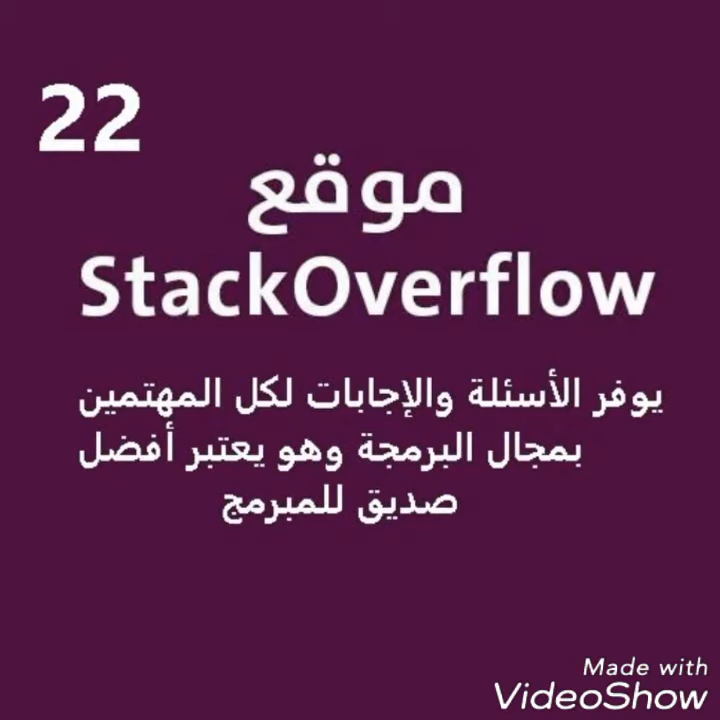 22
موقع
StackOverflow
يوفر الأسئلة والإجابات لكل المهتمين
بمجال البرمجة وهو يعتبر أفضل
صديق للمبرمج
Made with
VideoShow